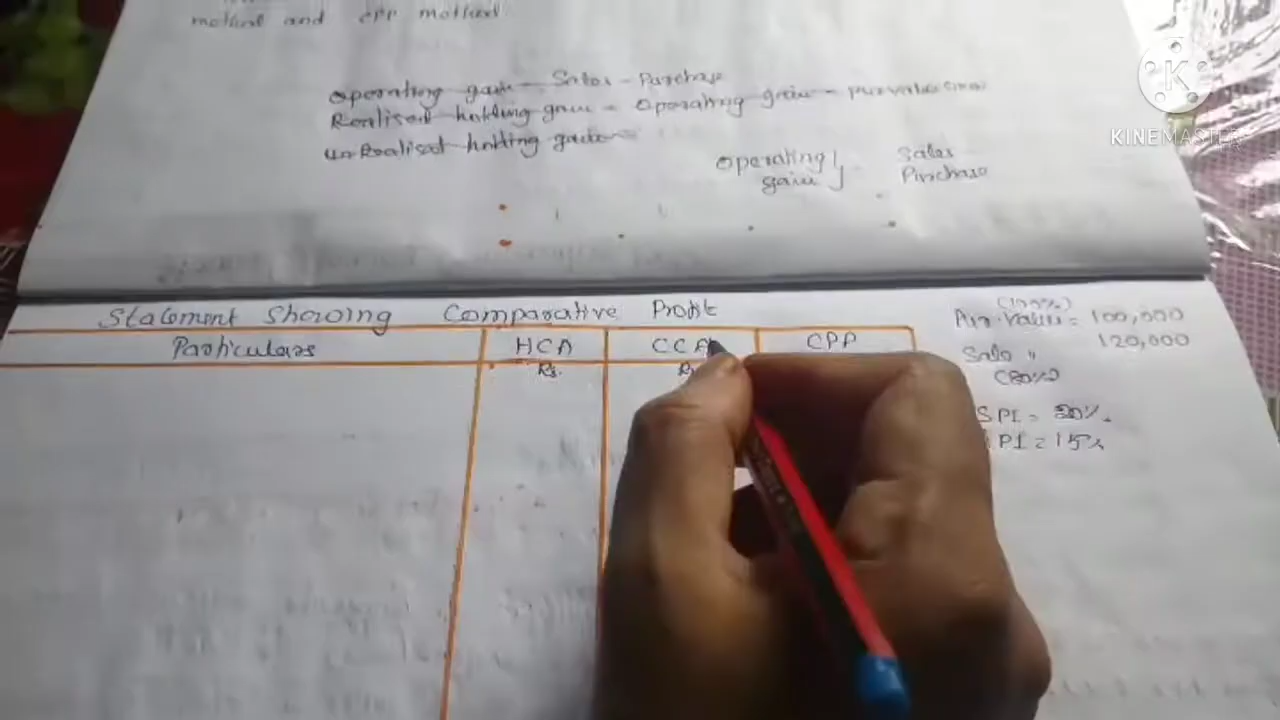 method and CPP method
Operating gain - Sales - Purchase
Realised holding gain = Operating gain -
unRealised holding gain
Operating gain
Sales
Purchase
K
KINEMASTER
Statement Showing Comparative Profit
Particulars HCA CCA CPP
Rs. Rs
(100%)
Pur. Value = 100,000
Sale " 120,000
(80%)
SPI = 20%
PI = 15%